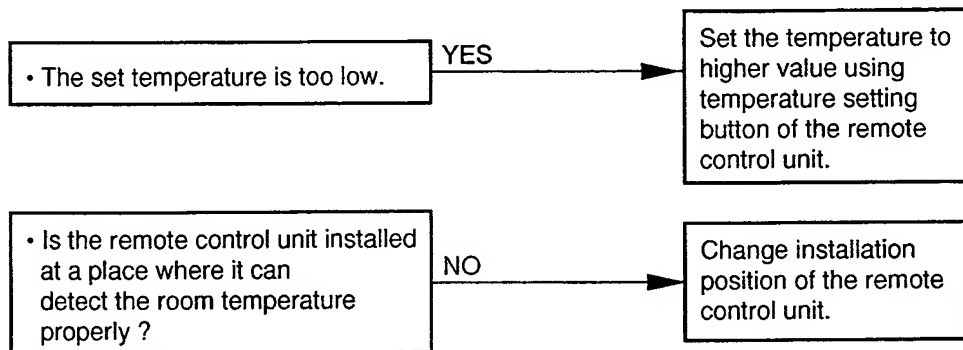 • The set temperature is too low.
YES
Set the temperature to
higher value using
temperature setting
button of the remote
control unit.
• Is the remote control unit installed
at a place where it can
detect the room temperature
properly ?
NO
Change installation
position of the remote
control unit.